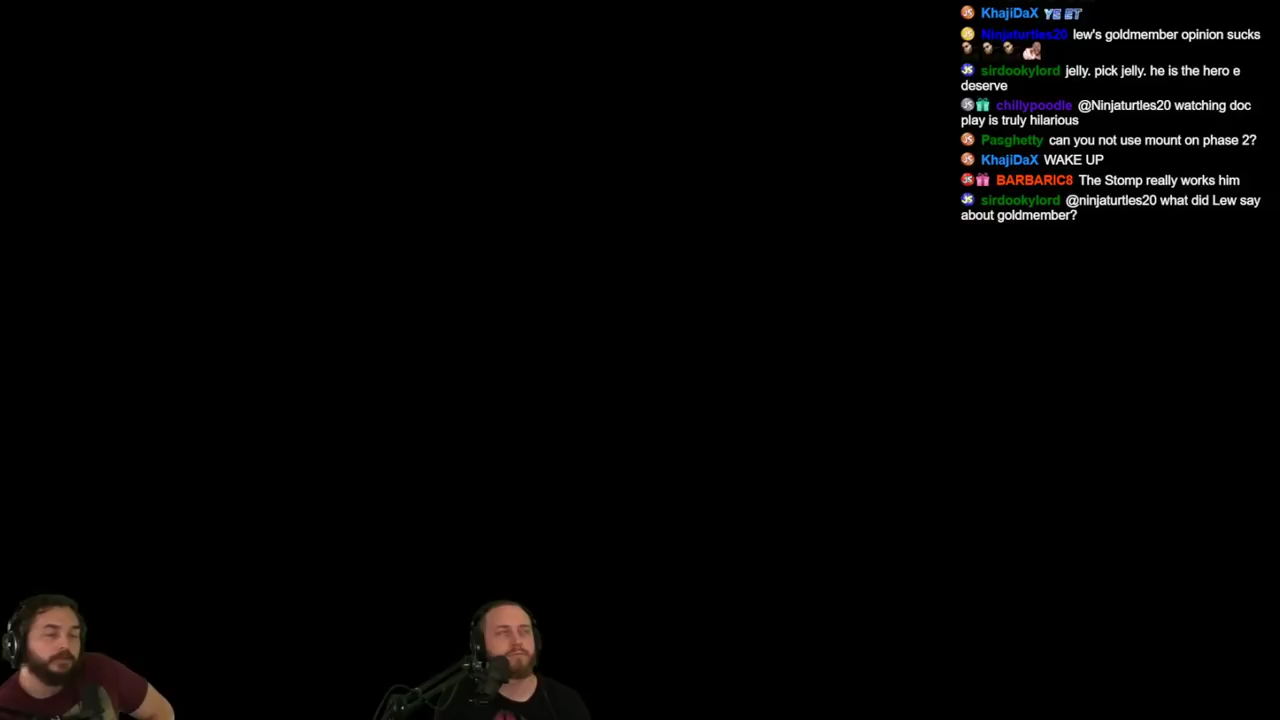 KhajiDaX YEET
Ninjaturtles20 lew's goldmember opinion sucks
sirdookylord jelly. pick jelly. he is the hero e
deserve
chillypoodle @Ninjaturtles20 watching doc
play is truly hilarious
Pasghetty can you not use mount on phase 2?
KhajiDaX WAKE UP
BARBARIC8 The Stomp really works him
sirdookylord @ninjaturtles20 what did Lew say
about goldmember?